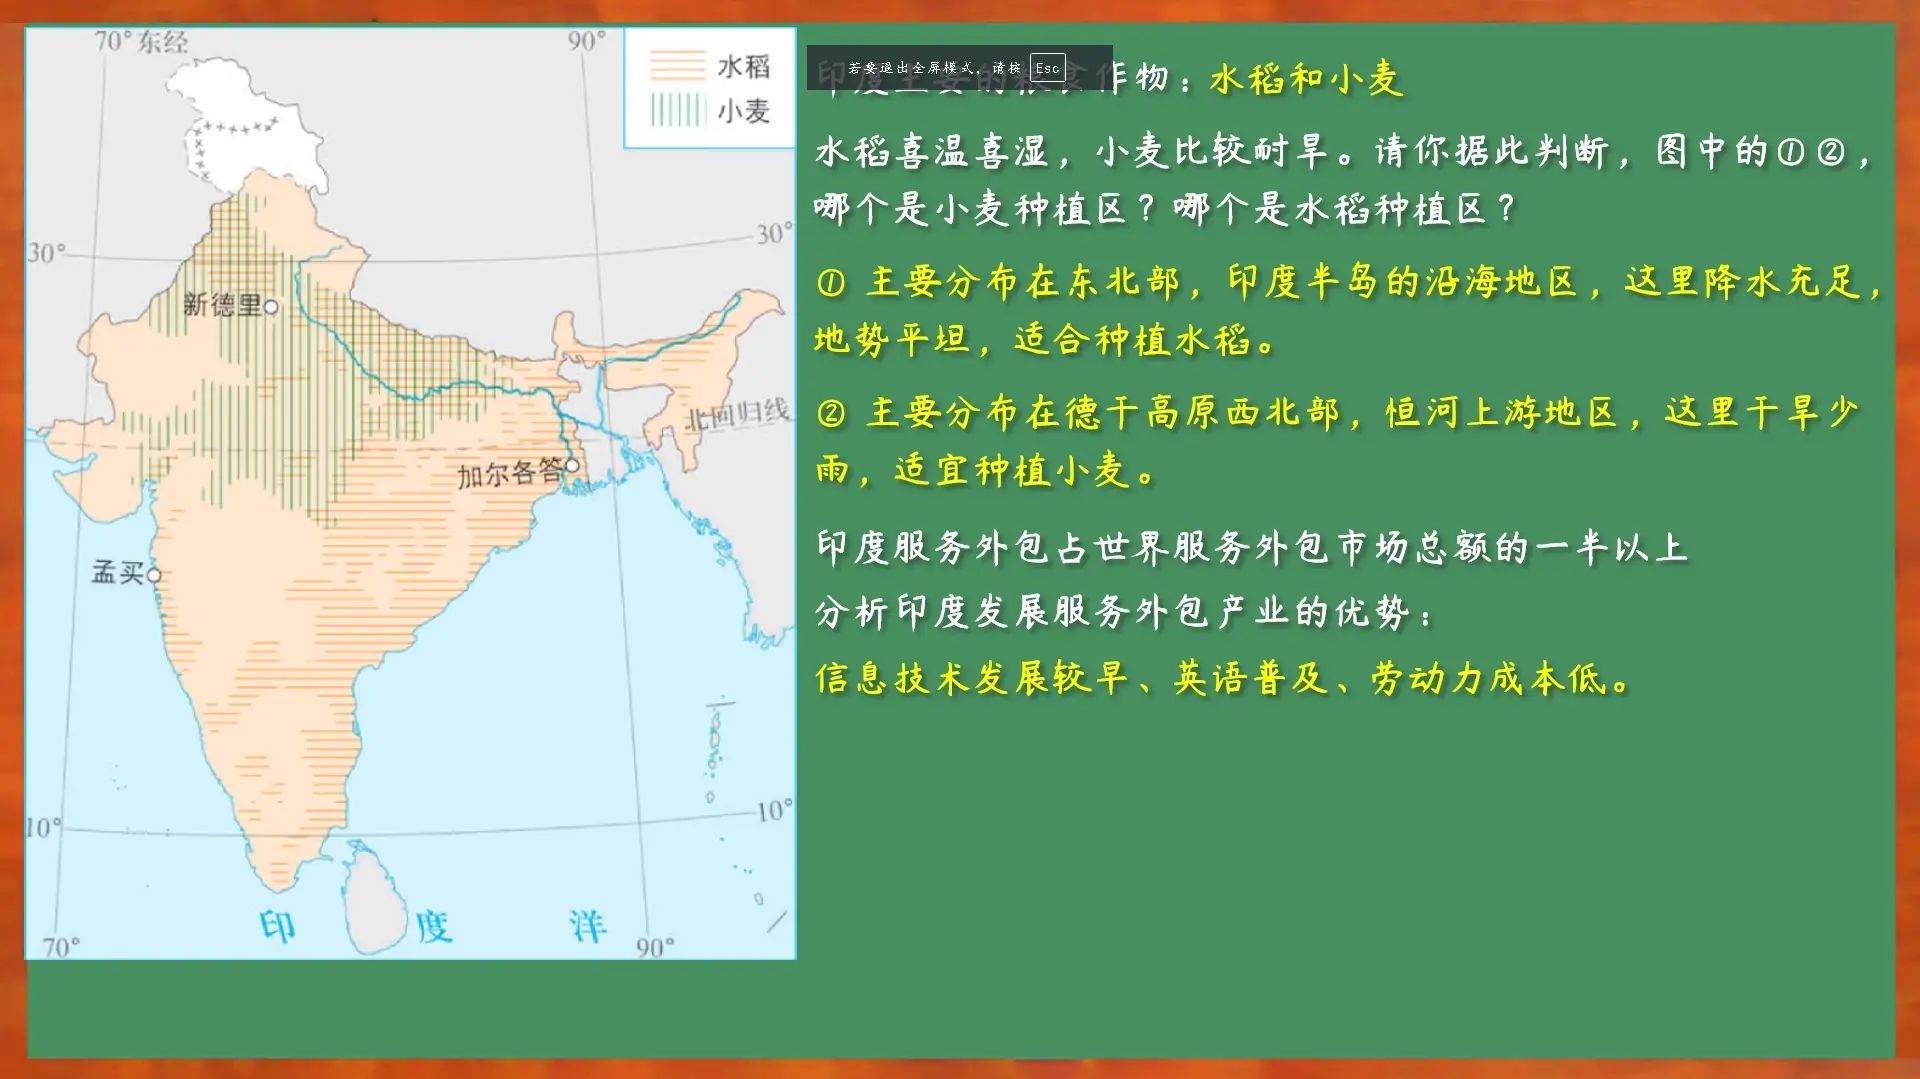 70°东经
90°
水稻
小麦
30°
30°
新德里
北回归线
加尔各答
孟买
10°
10°
印度洋
70°
90°
若要退出全屏模式，请按 Esc
印度主要的粮食作物：水稻和小麦
水稻喜温喜湿，小麦比较耐旱。请你据此判断，图中的①②，
哪个是小麦种植区？哪个是水稻种植区？
① 主要分布在东北部，印度半岛的沿海地区，这里降水充足，
地势平坦，适合种植水稻。
② 主要分布在德干高原西北部，恒河上游地区，这里干旱少
雨，适宜种植小麦。
印度服务外包占世界服务外包市场总额的一半以上
分析印度发展服务外包产业的优势：
信息技术发展较早、英语普及、劳动力成本低。